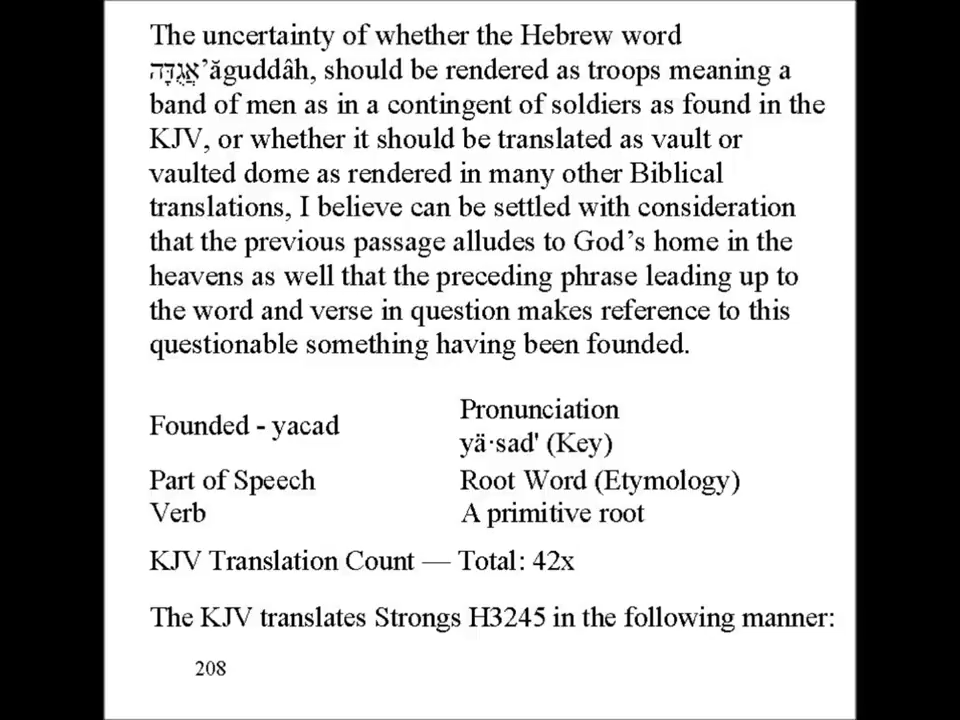 The uncertainty of whether the Hebrew word
אֲגֻדָּה’ăguddâh, should be rendered as troops meaning a
band of men as in a contingent of soldiers as found in the
KJV, or whether it should be translated as vault or
vaulted dome as rendered in many other Biblical
translations, I believe can be settled with consideration
that the previous passage alludes to God’s home in the
heavens as well that the preceding phrase leading up to
the word and verse in question makes reference to this
questionable something having been founded.
Founded - yacad
Pronunciation
yä·sad' (Key)
Part of Speech
Verb
Root Word (Etymology)
A primitive root
KJV Translation Count — Total: 42x
The KJV translates Strongs H3245 in the following manner:
208